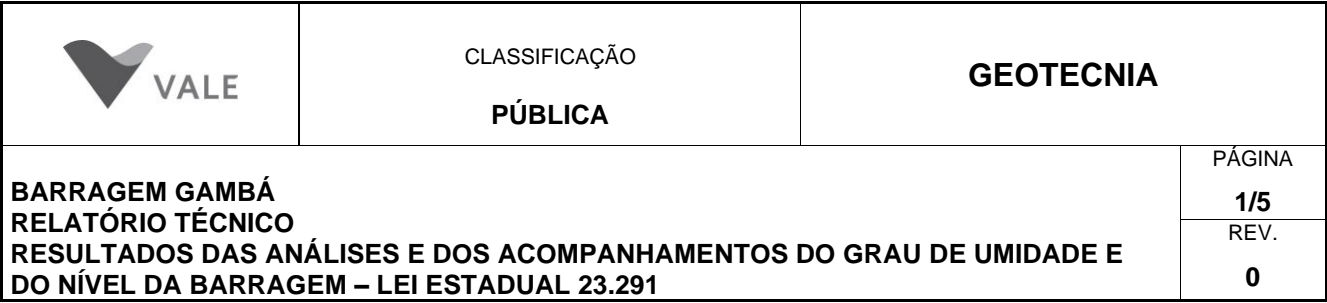 VALE
CLASSIFICAÇÃO
PÚBLICA
GEOTECNIA
BARRAGEM GAMBÁ
RELATÓRIO TÉCNICO
RESULTADOS DAS ANÁLISES E DOS ACOMPANHAMENTOS DO GRAU DE UMIDADE E
DO NÍVEL DA BARRAGEM – LEI ESTADUAL 23.291
PÁGINA
1/5
REV.
0